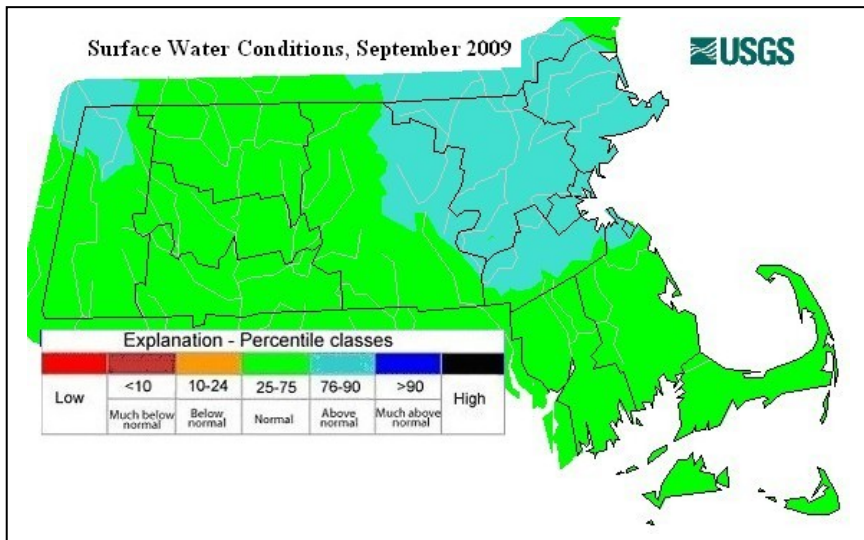 Surface Water Conditions, September 2009
USGS
Explanation - Percentile classes
Low
<10
10-24
25-75
76-90
>90
High
Much below
normal
Below
normal
Normal
Above
normal
Much above
normal